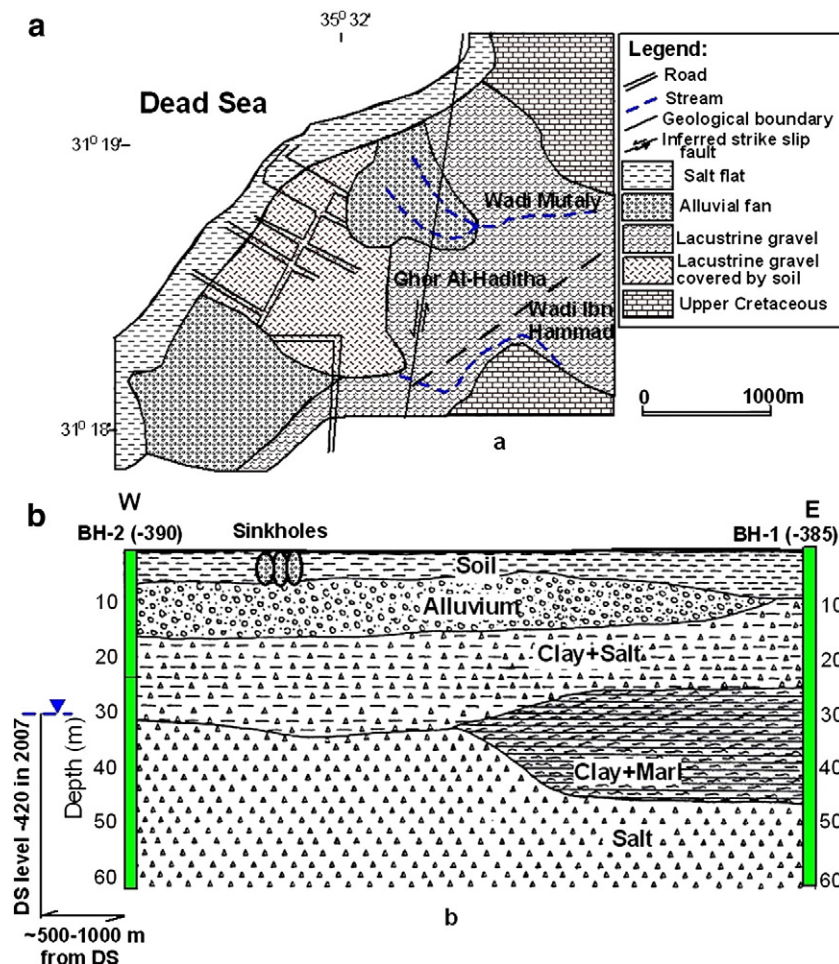 a
35⁰ 32'
Dead Sea
31⁰ 19'
Wadi Mutaly
Ghor Al-Haditha
Wadi Ibn
Hammad
31⁰ 18'
a
Legend:
Road
Stream
Geological boundary
Inferred strike slip
fault
Salt flat
Alluvial fan
Lacustrine gravel
Lacustrine gravel
covered by soil
Upper Cretaceous
0 1000m
b
W
E
BH-2 (-390)
Sinkholes
BH-1 (-385)
Soil
10
Alluvium
10
20
Clay+Salt
20
30
30
40
Clay+Marl
40
50
50
Salt
60
60
Depth (m)
DS level -420 in 2007
~500-1000 m
from DS
b